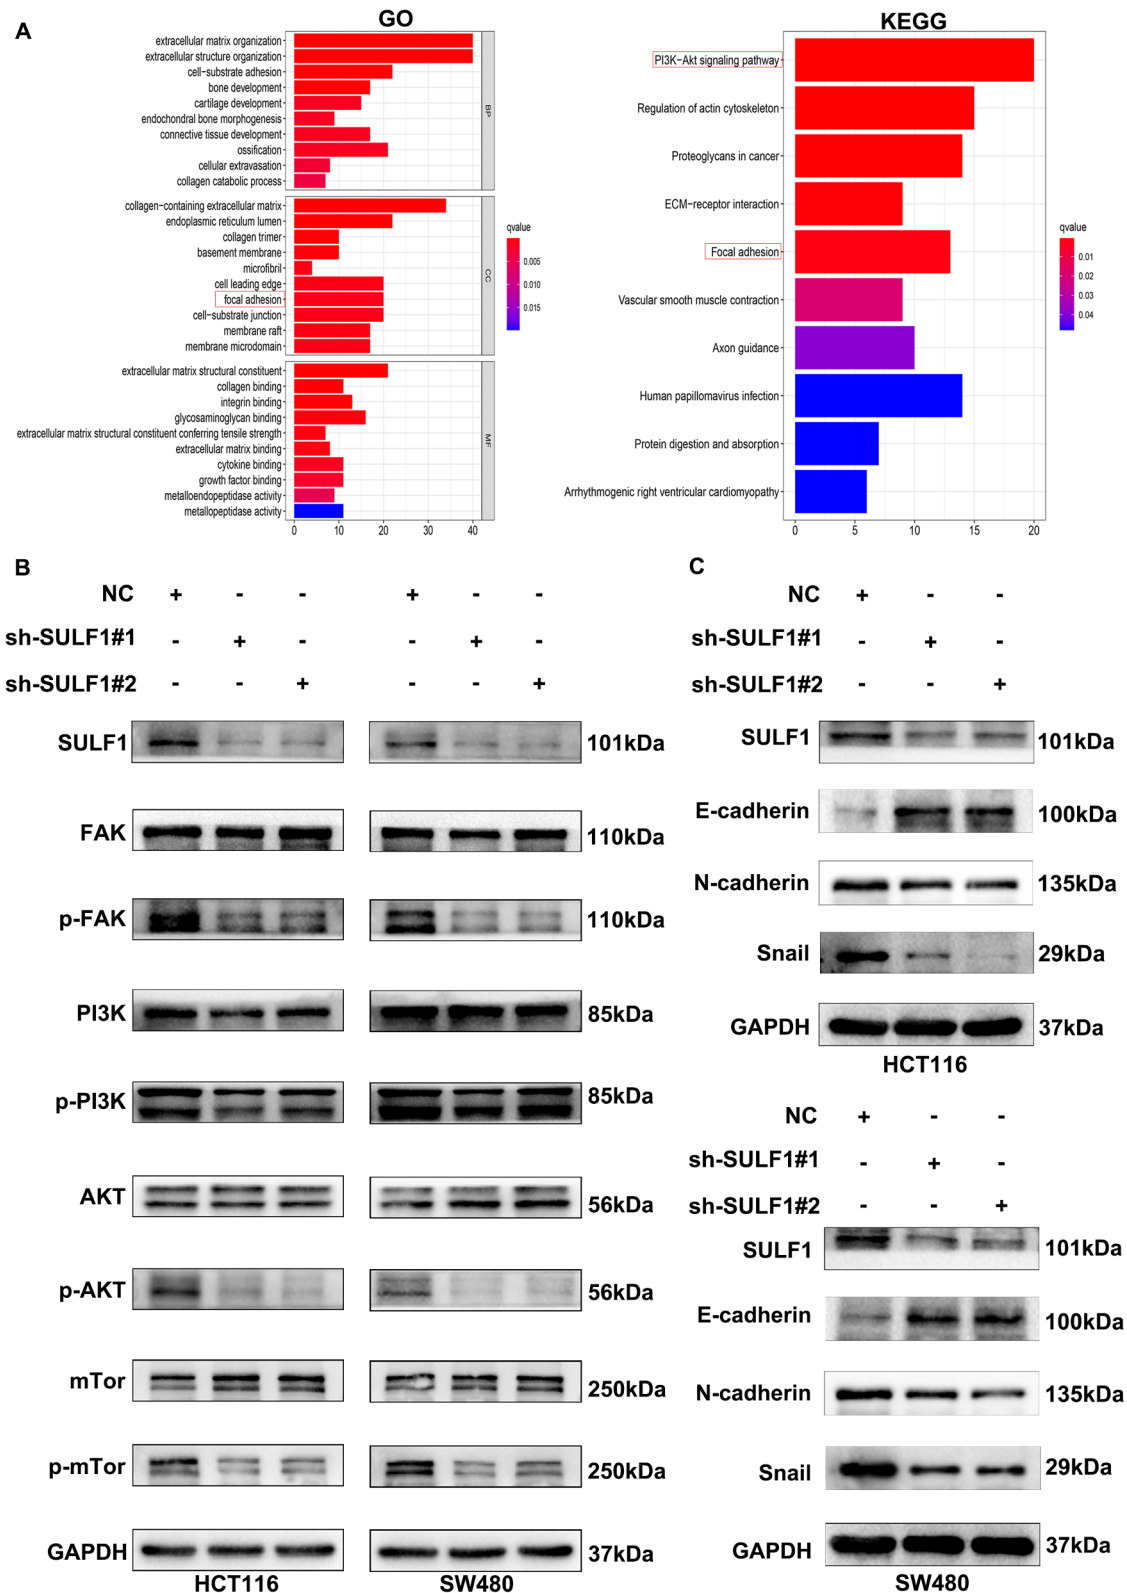 A
GO
extracellular matrix organization
extracellular structure organization
cell−substrate adhesion
bone development
cartilage development
endochondral bone morphogenesis
connective tissue development
ossification
cellular extravasation
collagen catabolic process
BP
collagen−containing extracellular matrix
endoplasmic reticulum lumen
collagen trimer
basement membrane
microfibril
cell leading edge
focal adhesion
cell−substrate junction
membrane raft
membrane microdomain
CC
extracellular matrix structural constituent
collagen binding
integrin binding
glycosaminoglycan binding
extracellular matrix structural constituent conferring tensile strength
extracellular matrix binding
cytokine binding
growth factor binding
metalloendopeptidase activity
metallopeptidase activity
MF
0 10 20 30 40
qvalue
0.005
0.010
0.015
KEGG
PI3K−Akt signaling pathway
Regulation of actin cytoskeleton
Proteoglycans in cancer
ECM−receptor interaction
Focal adhesion
Vascular smooth muscle contraction
Axon guidance
Human papillomavirus infection
Protein digestion and absorption
Arrhythmogenic right ventricular cardiomyopathy
0 5 10 15 20
qvalue
0.01
0.02
0.03
0.04
B
NC + - - + - -
sh-SULF1#1 - + - - + -
sh-SULF1#2 - - + - - +
SULF1 101kDa
FAK 110kDa
p-FAK 110kDa
PI3K 85kDa
p-PI3K 85kDa
AKT 56kDa
p-AKT 56kDa
mTor 250kDa
p-mTor 250kDa
GAPDH 37kDa
HCT116 SW480
C
NC + - -
sh-SULF1#1 - + -
sh-SULF1#2 - - +
SULF1 101kDa
E-cadherin 100kDa
N-cadherin 135kDa
Snail 29kDa
GAPDH 37kDa
HCT116
NC + - -
sh-SULF1#1 - + -
sh-SULF1#2 - - +
SULF1 101kDa
E-cadherin 100kDa
N-cadherin 135kDa
Snail 29kDa
GAPDH 37kDa
SW480